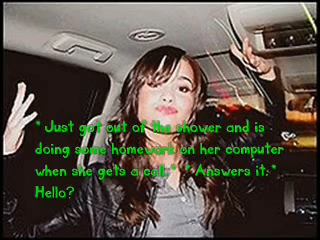 * Just got out of the shower and is
doing some homework on her computer
when she gets a call.* *Answers it.*
Hello?